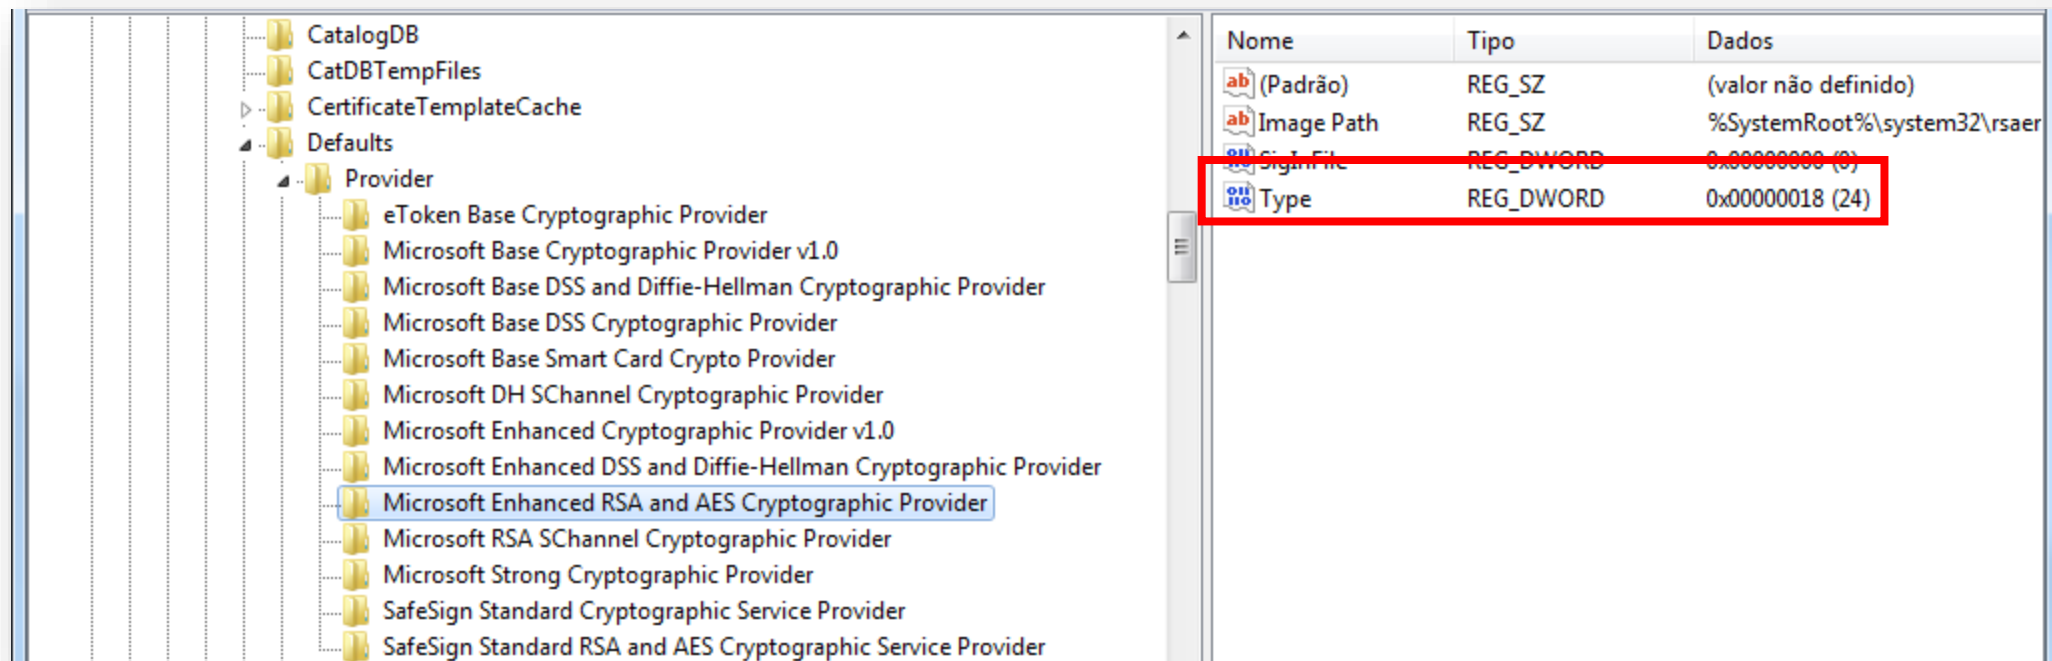 CatalogDB
CatDBTempFiles
CertificateTemplateCache
Defaults
Provider
eToken Base Cryptographic Provider
Microsoft Base Cryptographic Provider v1.0
Microsoft Base DSS and Diffie-Hellman Cryptographic Provider
Microsoft Base DSS Cryptographic Provider
Microsoft Base Smart Card Crypto Provider
Microsoft DH SChannel Cryptographic Provider
Microsoft Enhanced Cryptographic Provider v1.0
Microsoft Enhanced DSS and Diffie-Hellman Cryptographic Provider
Microsoft Enhanced RSA and AES Cryptographic Provider
Microsoft RSA SChannel Cryptographic Provider
Microsoft Strong Cryptographic Provider
SafeSign Standard Cryptographic Service Provider
SafeSign Standard RSA and AES Cryptographic Service Provider
Nome Tipo Dados
(Padrão) REG_SZ (valor não definido)
Image Path REG_SZ %SystemRoot%\system32\rsaer
SigInFile REG_DWORD 0x00000000 (0)
Type REG_DWORD 0x00000018 (24)